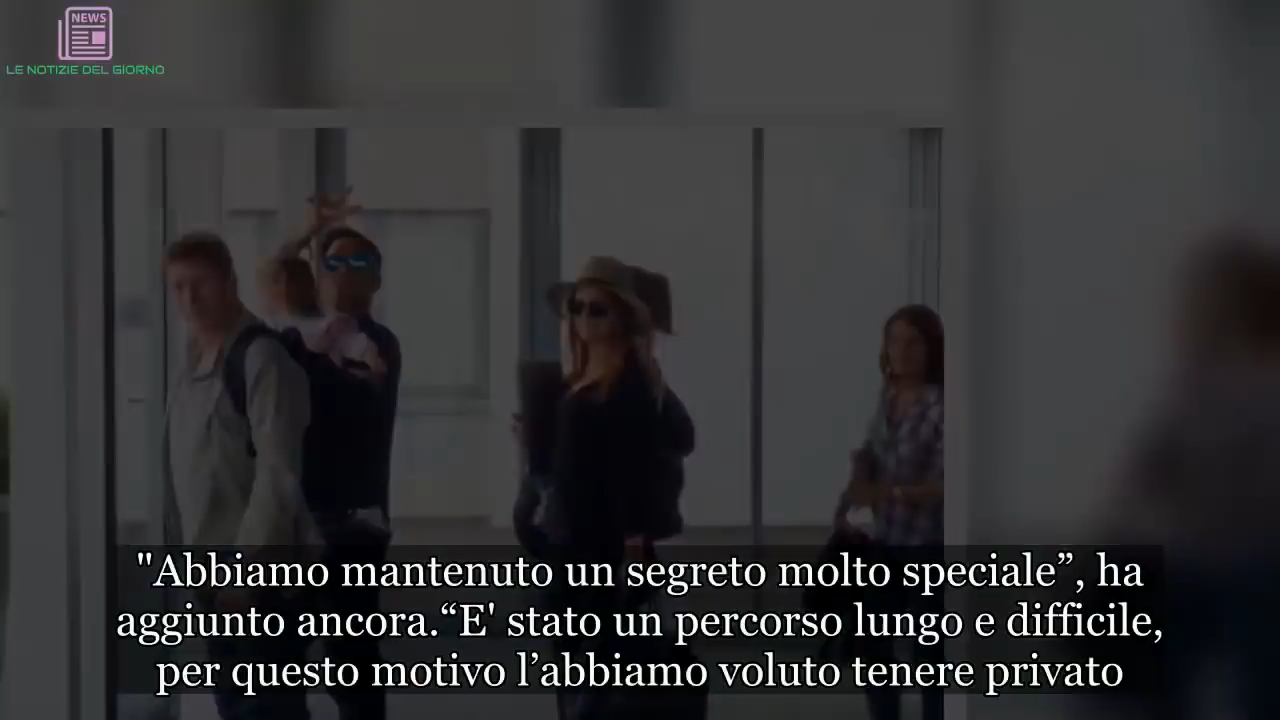 NEWS
LE NOTIZIE DEL GIORNO
"Abbiamo mantenuto un segreto molto speciale”, ha
aggiunto ancora.“E' stato un percorso lungo e difficile,
per questo motivo l’abbiamo voluto tenere privato